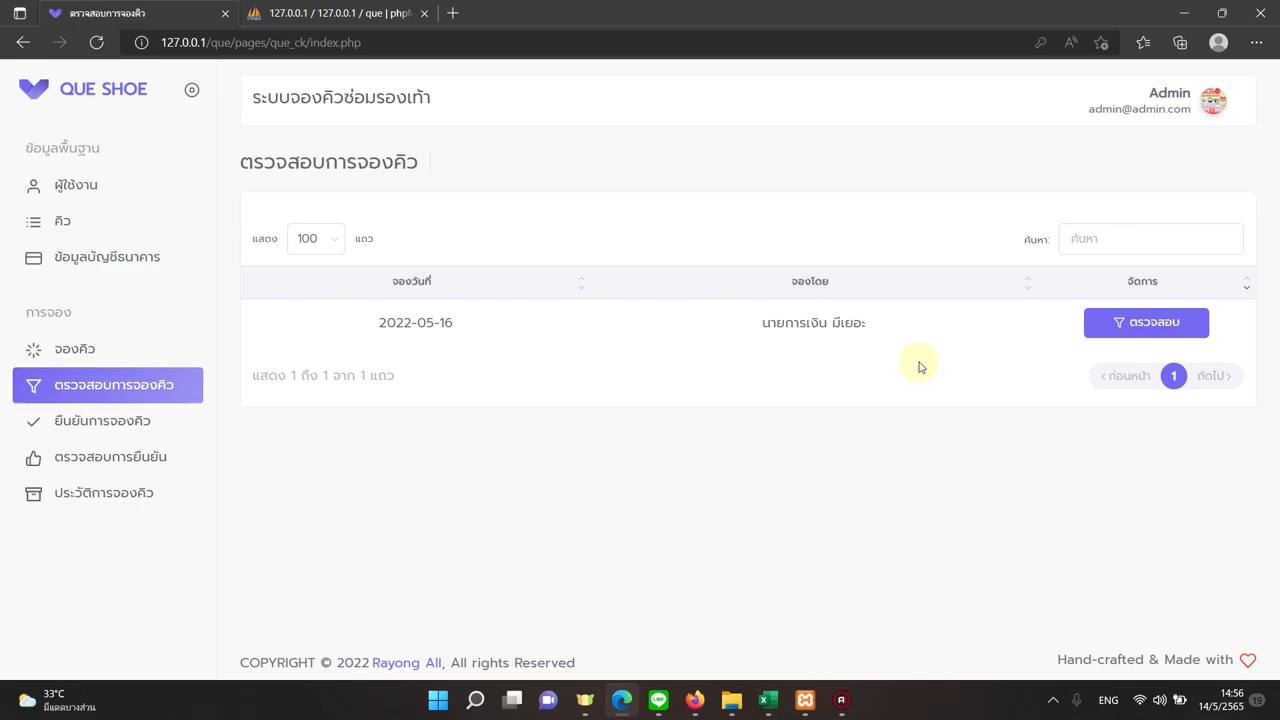 ตรวจสอบการจองคิว
127.0.0.1 / 127.0.0.1 / que | phpM
127.0.0.1/que/pages/que_ck/index.php
QUE SHOE
ระบบจองคิวซ่อมรองเท้า
Admin
admin@admin.com
ข้อมูลพื้นฐาน
ผู้ใช้งาน
คิว
ข้อมูลบัญชีธนาคาร
การจอง
จองคิว
ตรวจสอบการจองคิว
ยืนยันการจองคิว
ตรวจสอบการยืนยัน
ประวัติการจองคิว
ตรวจสอบการจองคิว
แสดง 100 แถว
ค้นหา: ค้นหา
จองวันที่ จองโดย จัดการ
2022-05-16 นายการเงิน มีเยอะ ตรวจสอบ
แสดง 1 ถึง 1 จาก 1 แถว
ก่อนหน้า 1 ถัดไป
COPYRIGHT © 2022 Rayong All, All rights Reserved
Hand-crafted & Made with
33°C
มีแดดบางส่วน
ENG
14:56
14/5/2565
19